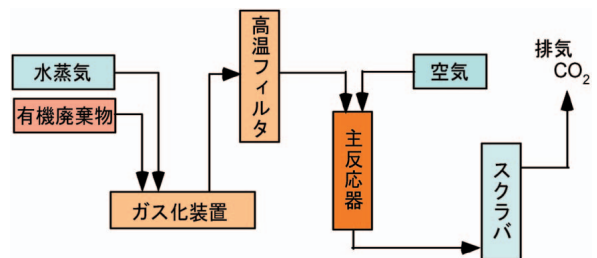 水蒸気
有機廃棄物
ガス化装置
高温フィルタ
主反応器
空気
スクラバ
排気
CO₂